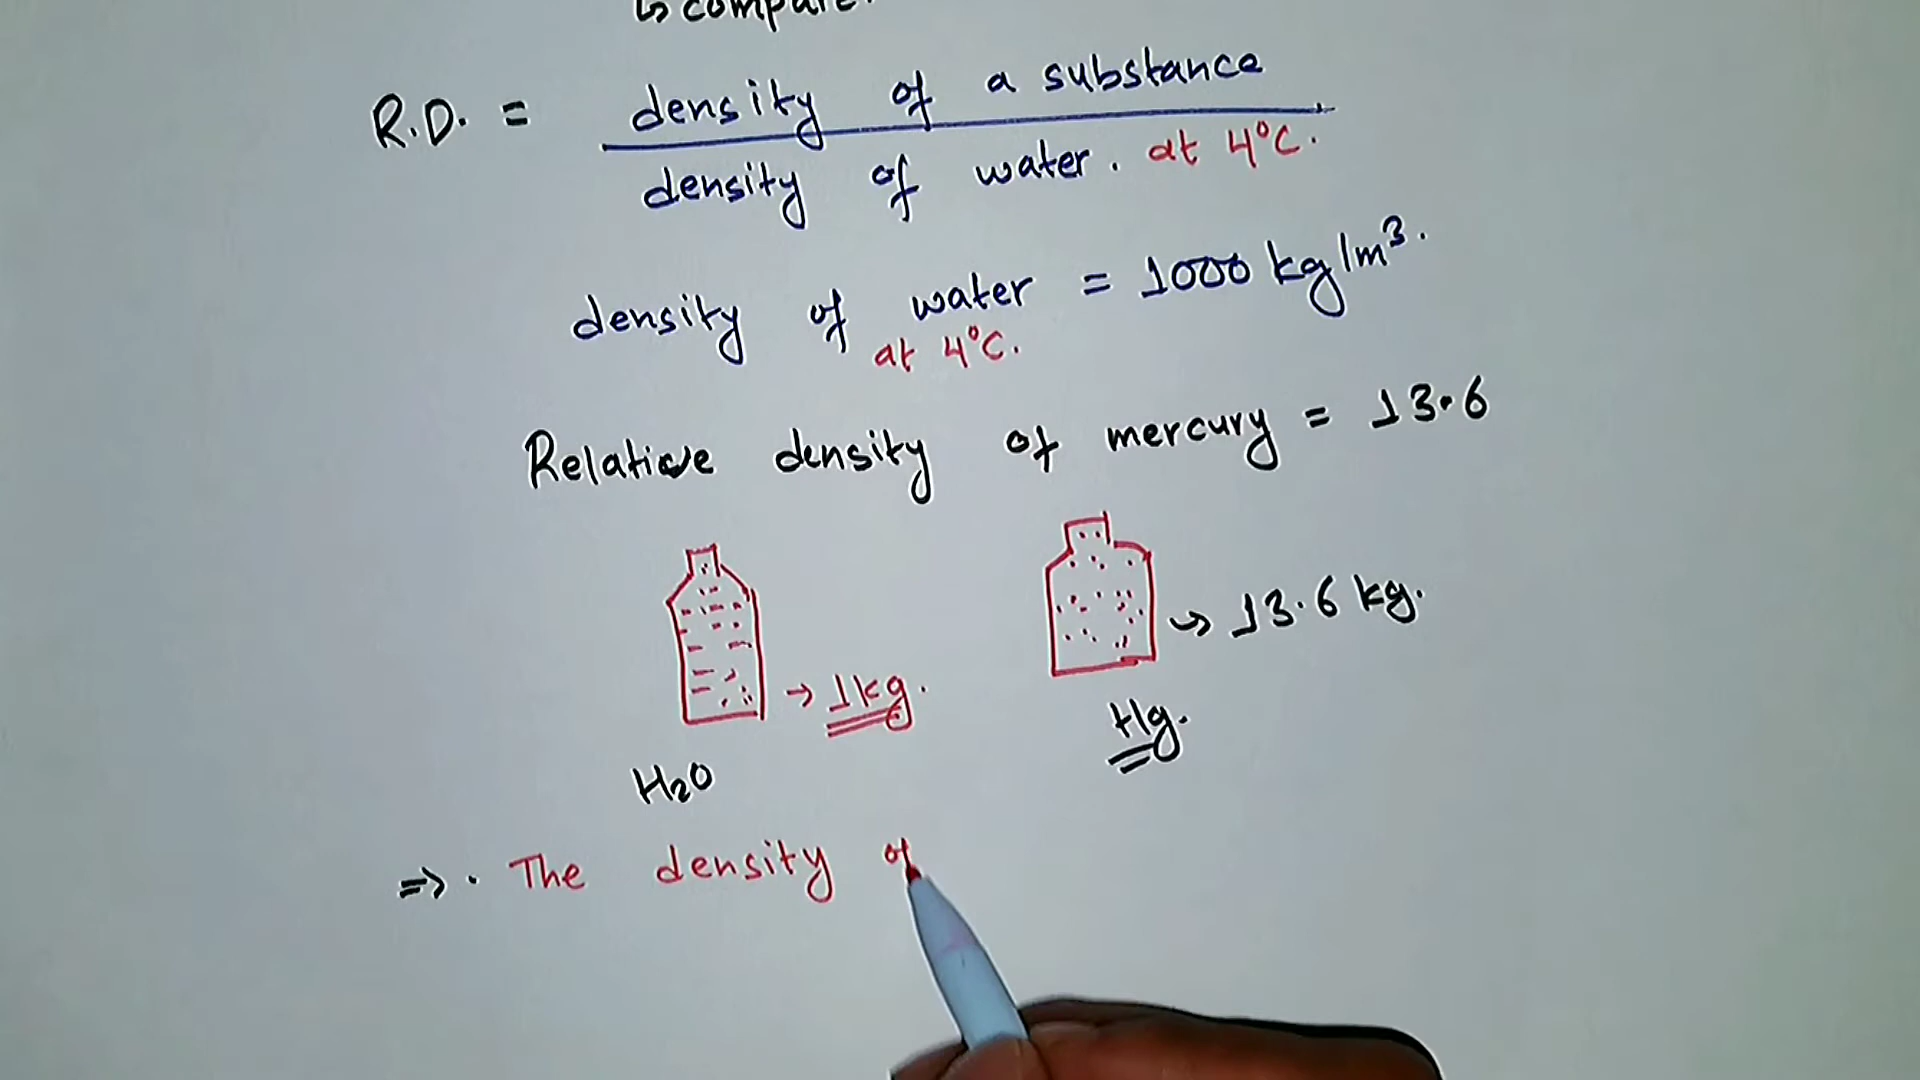 ↳ compare.
R.D. = density of a substance
density of water. at 4°C.
density of water = 1000 kg/m³.
at 4°C.
Relative density of mercury = 13.6
→ 1kg.
→ 13.6 kg.
H₂O
Hg.
⇒ . The density of